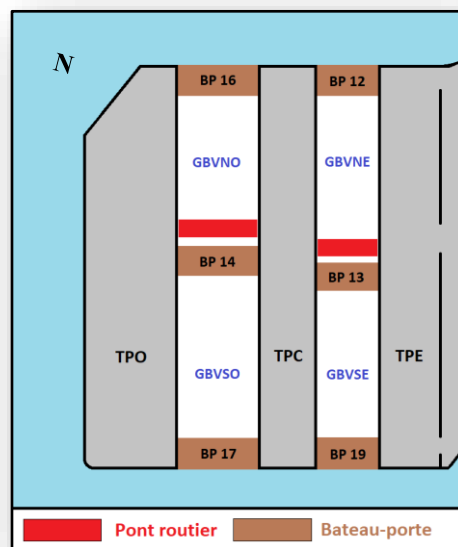 N
BP 16
BP 12
GBVNO
GBVNE
BP 14
BP 13
TPO
TPC
TPE
GBVSO
GBVSE
BP 17
BP 19
Pont routier
Bateau-porte